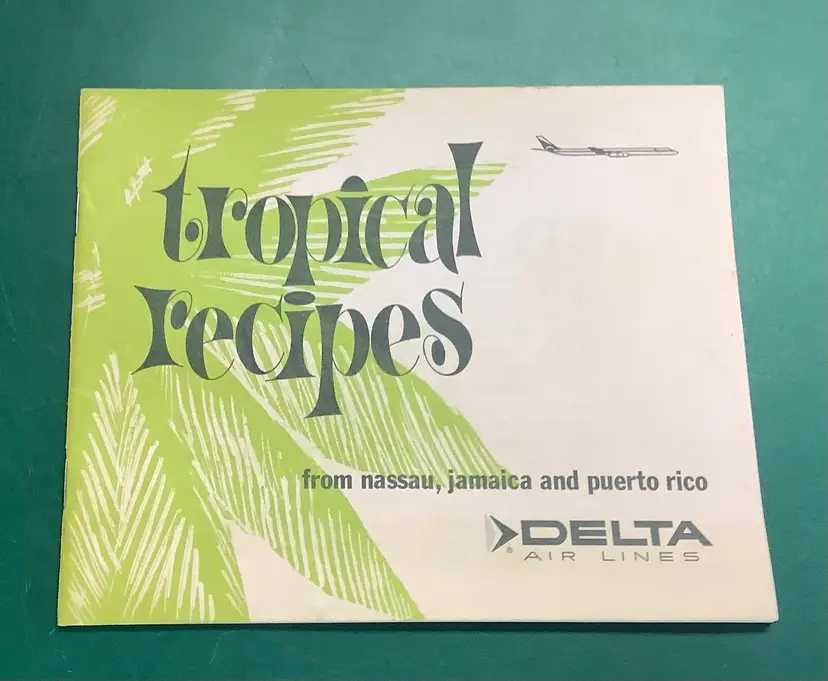 tropical
recipes
from nassau, jamaica and puerto rico
DELTA
®
AIR LINES